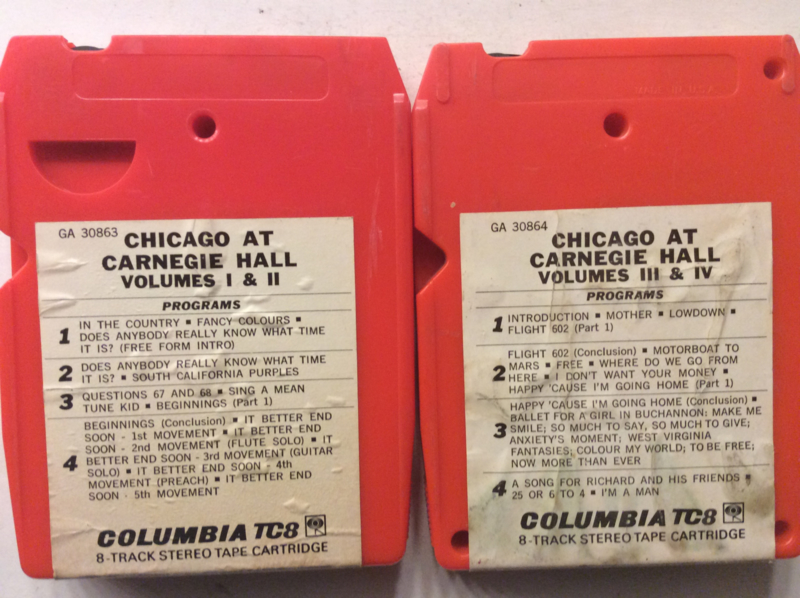 GA 30863
CHICAGO AT
CARNEGIE HALL
VOLUMES I & II
PROGRAMS
1 IN THE COUNTRY ▪ FANCY COLOURS ▪
DOES ANYBODY REALLY KNOW WHAT TIME
IT IS? (FREE FORM INTRO)
2 DOES ANYBODY REALLY KNOW WHAT TIME
IT IS? ▪ SOUTH CALIFORNIA PURPLES
3 QUESTIONS 67 AND 68 ▪ SING A MEAN
TUNE KID ▪ BEGINNINGS (Part 1)
4 BEGINNINGS (Conclusion) ▪ IT BETTER END
SOON - 1st MOVEMENT ▪ IT BETTER END
SOON - 2nd MOVEMENT (FLUTE SOLO) ▪ IT
BETTER END SOON - 3rd MOVEMENT (GUITAR
SOLO) ▪ IT BETTER END SOON - 4th
MOVEMENT (PREACH) ▪ IT BETTER END
SOON - 5th MOVEMENT
COLUMBIA TC8
8-TRACK STEREO TAPE CARTRIDGE
MADE IN U.S.A.
GA 30864
CHICAGO AT
CARNEGIE HALL
VOLUMES III & IV
PROGRAMS
1 INTRODUCTION ▪ MOTHER ▪ LOWDOWN ▪
FLIGHT 602 (Part 1)
2 FLIGHT 602 (Conclusion) ▪ MOTORBOAT TO
MARS ▪ FREE ▪ WHERE DO WE GO FROM
HERE ▪ I DON'T WANT YOUR MONEY ▪
HAPPY 'CAUSE I'M GOING HOME (Part 1)
3 HAPPY 'CAUSE I'M GOING HOME (Conclusion) ▪
BALLET FOR A GIRL IN BUCHANNON: MAKE ME
SMILE; SO MUCH TO SAY, SO MUCH TO GIVE;
ANXIETY'S MOMENT; WEST VIRGINIA
FANTASIES; COLOUR MY WORLD; TO BE FREE;
NOW MORE THAN EVER
4 A SONG FOR RICHARD AND HIS FRIENDS ▪
25 OR 6 TO 4 ▪ I'M A MAN
COLUMBIA TC8
8-TRACK STEREO TAPE CARTRIDGE